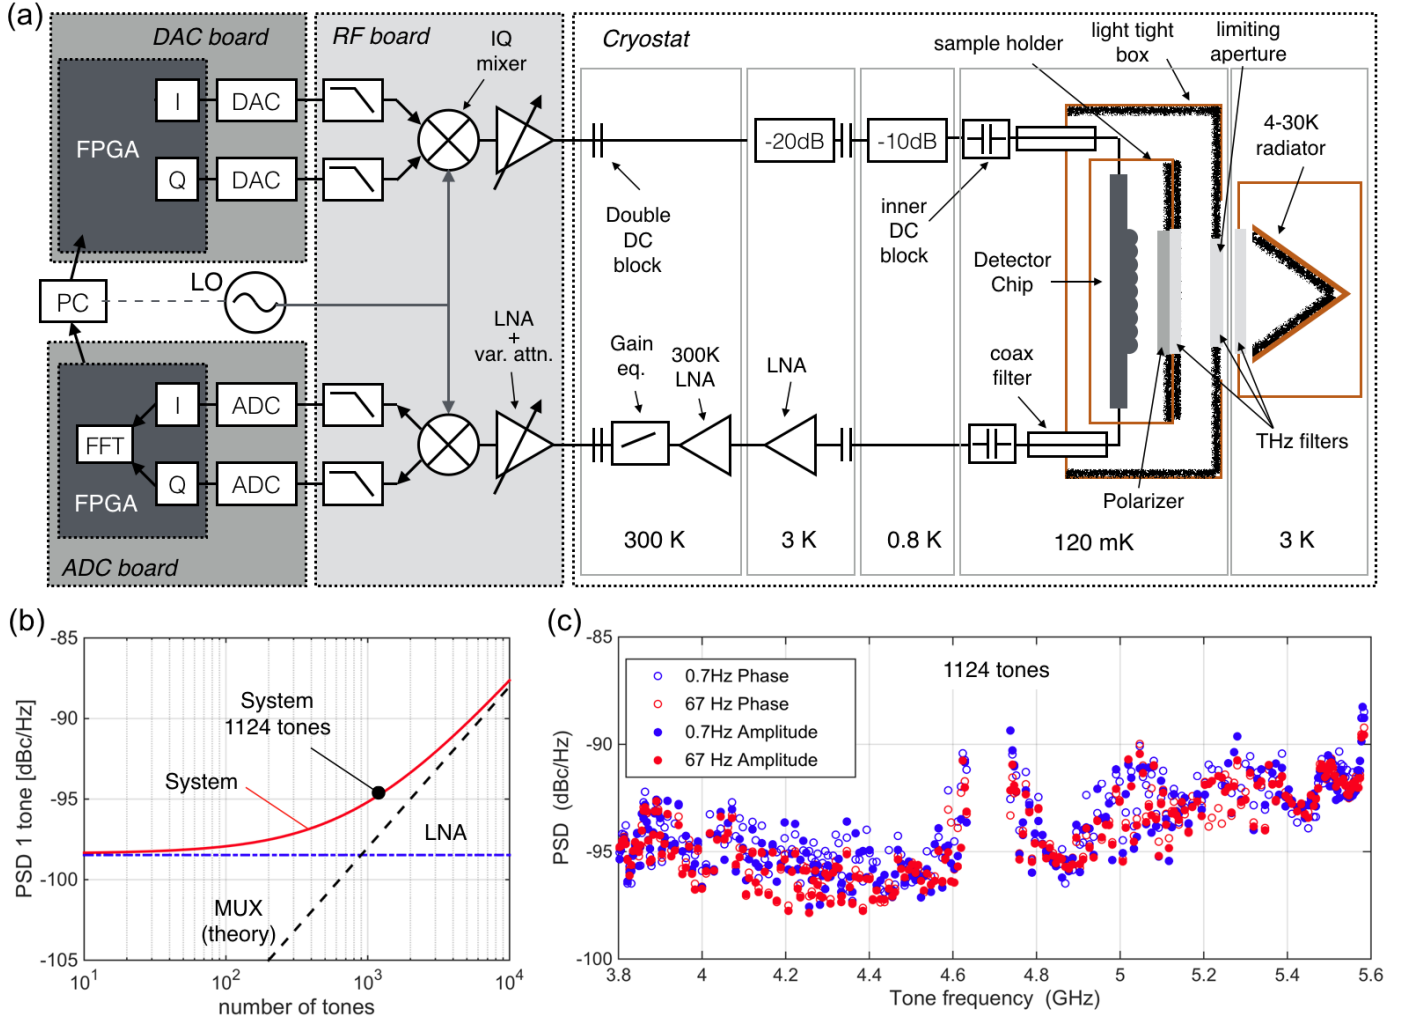 (a)
DAC board
RF board
IQ
mixer
Cryostat
sample holder
light tight
box
limiting
aperture
4-30K
radiator
FPGA
I
DAC
Q
DAC
-20dB
-10dB
Double
DC
block
inner
DC
block
Detector
Chip
PC
LO
LNA
+
var. attn.
Gain
eq.
300K
LNA
LNA
coax
filter
THz filters
Polarizer
FFT
I
ADC
Q
ADC
FPGA
ADC board
300 K
3 K
0.8 K
120 mK
3 K
(b)
PSD 1 tone [dBc/Hz]
-85
-90
-95
-100
-105
System
1124 tones
System
LNA
MUX
(theory)
10^1
10^2
10^3
10^4
number of tones
(c)
PSD (dBc/Hz)
-85
-90
-95
-100
0.7Hz Phase
67 Hz Phase
0.7Hz Amplitude
67 Hz Amplitude
1124 tones
3.8
4
4.2
4.4
4.6
4.8
5
5.2
5.4
5.6
Tone frequency (GHz)